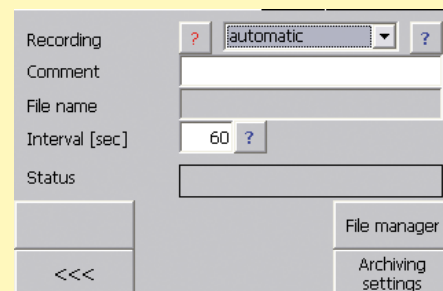 Recording ? automatic ?
Comment
File name
Interval [sec] 60 ?
Status
File manager
<<< Archiving
settings